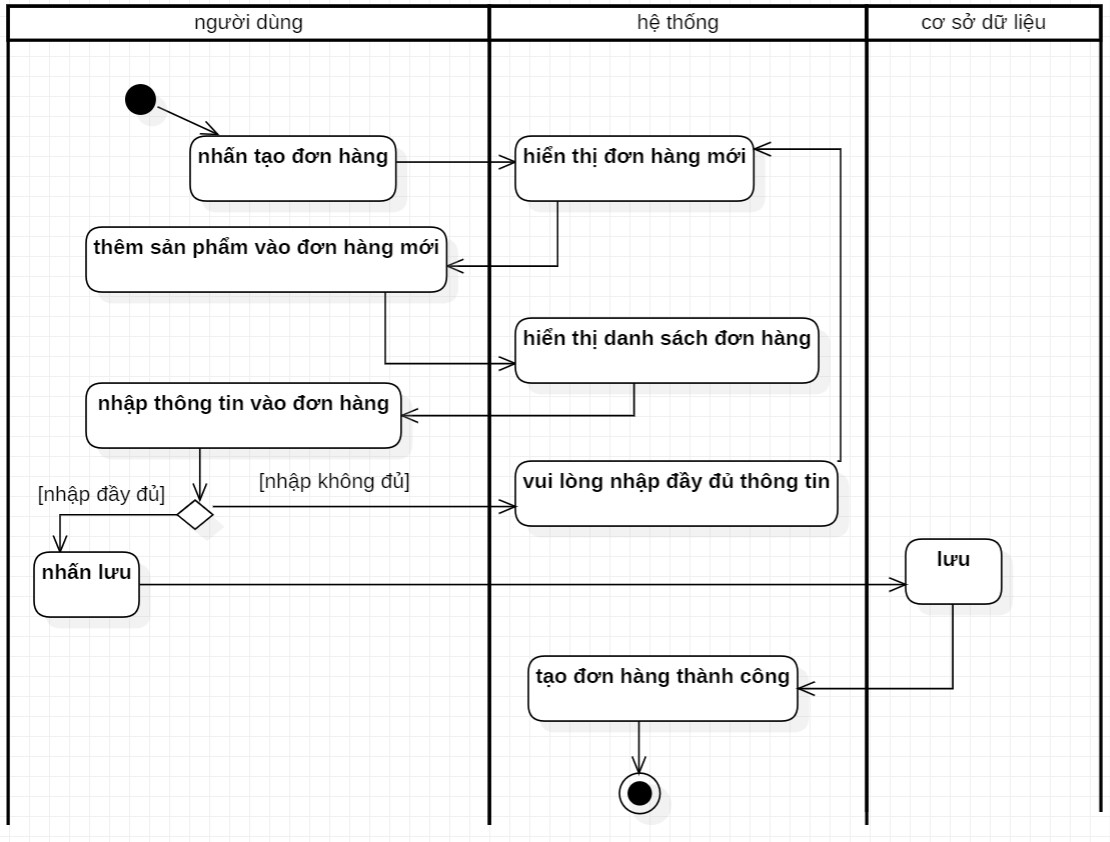 người dùng
hệ thống
cơ sở dữ liệu
nhấn tạo đơn hàng
hiển thị đơn hàng mới
thêm sản phẩm vào đơn hàng mới
hiển thị danh sách đơn hàng
nhập thông tin vào đơn hàng
[nhập đầy đủ]
[nhập không đủ]
vui lòng nhập đầy đủ thông tin
nhấn lưu
lưu
tạo đơn hàng thành công